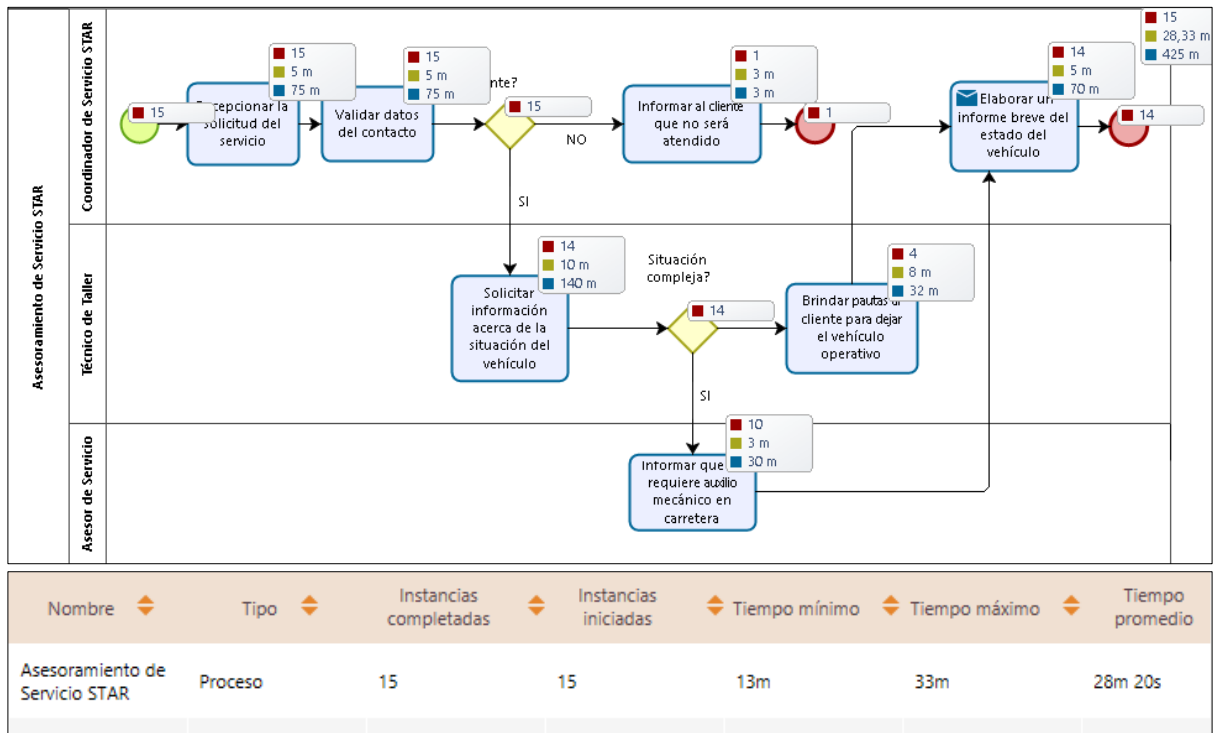 Asesoramiento de Servicio STAR
Coordinador de Servicio STAR
15
15
5 m
75 m
la
solicitud del
servicio
15
5 m
75 m
Validar datos
del contacto
nte?
15
NO
SI
1
3 m
3 m
Informar al cliente
que no será
atendido
1
14
5 m
70 m
Elaborar un
informe breve del
estado del
vehículo
14
15
28,33 m
425 m
Técnico de Taller
14
10 m
140 m
Solicitar
información
acerca de la
situación del
vehículo
Situación
compleja?
14
SI
4
8 m
32 m
Brindar pautas al
cliente para dejar
el vehículo
operativo
Asesor de Servicio
10
3 m
30 m
Informar que
requiere auxilio
mecánico en
carretera
Nombre Tipo Instancias completadas Instancias iniciadas Tiempo mínimo Tiempo máximo Tiempo promedio
Asesoramiento de Servicio STAR Proceso 15 15 13m 33m 28m 20s